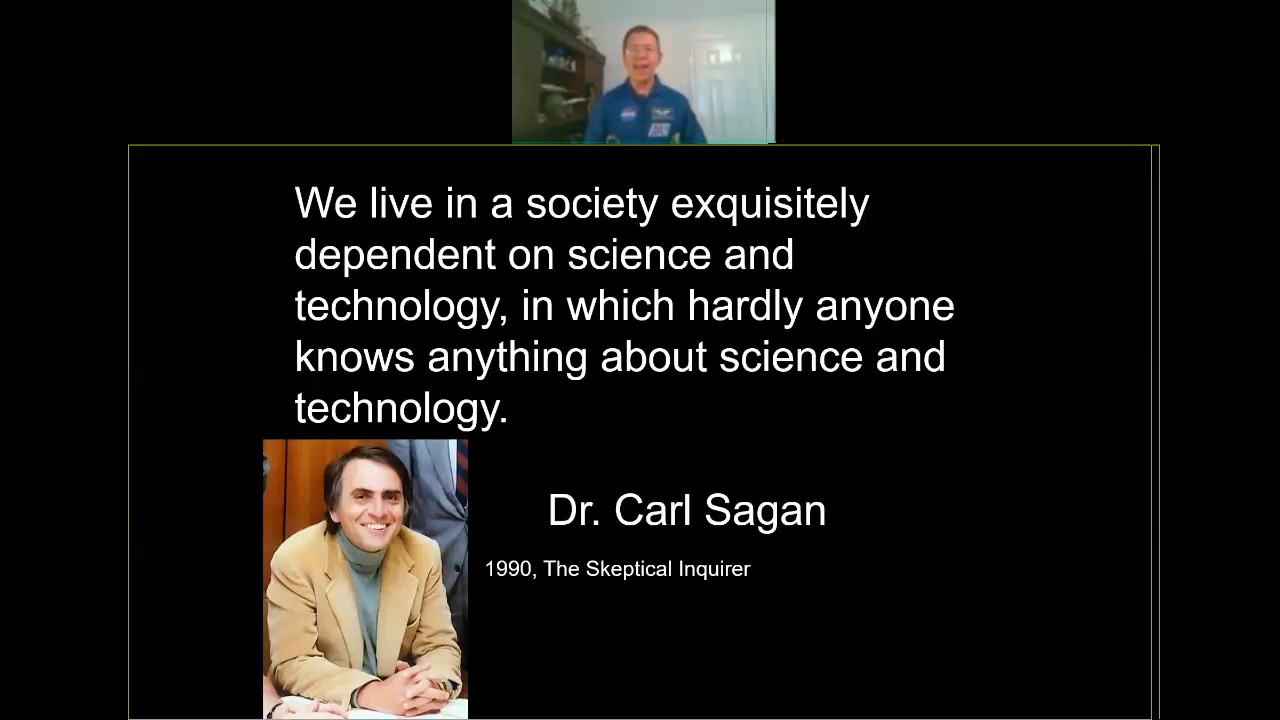 We live in a society exquisitely
dependent on science and
technology, in which hardly anyone
knows anything about science and
technology.
Dr. Carl Sagan
1990, The Skeptical Inquirer